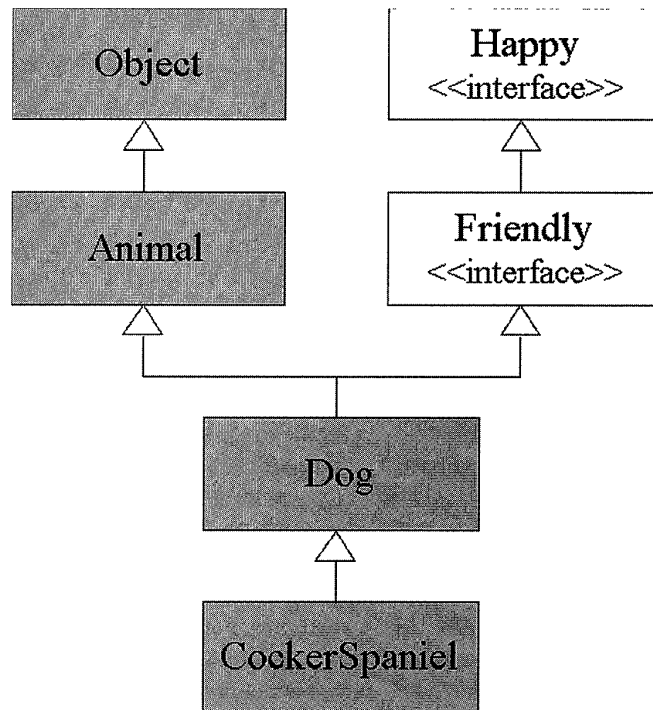 Object
Happy
<<interface>>
Animal
Friendly
<<interface>>
Dog
CockerSpaniel